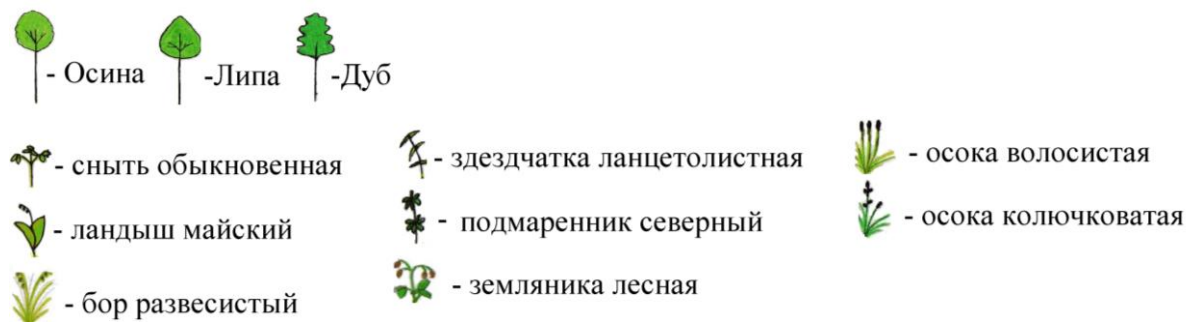 - Осина -Липа -Дуб
- сныть обыкновенная - здездчатка ланцетолистная - осока волосистая
- ландыш майский - подмаренник северный - осока колючковатая
- бор развесистый - земляника лесная